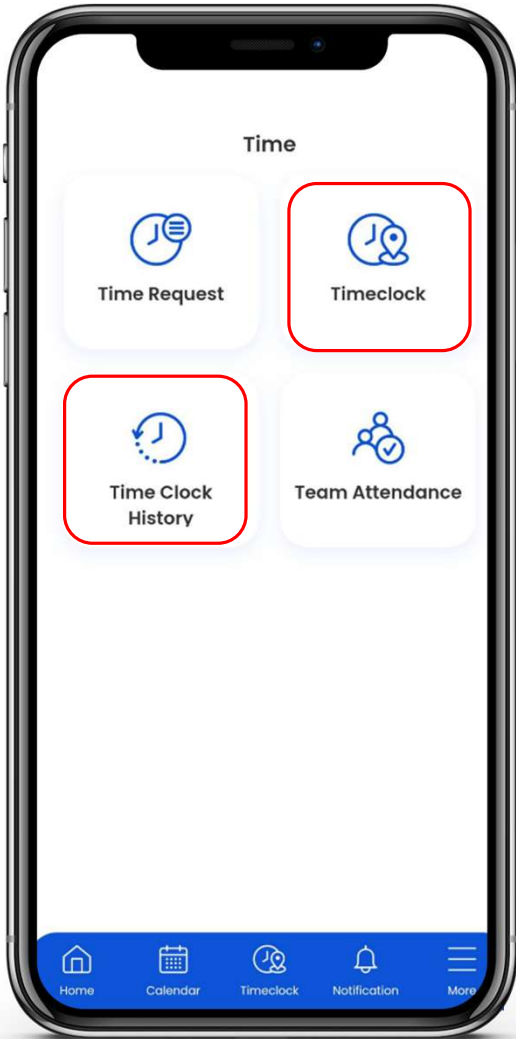 Time
Time Request
Timeclock
Time Clock
History
Team Attendance
Home
Calendar
Timeclock
Notification
More